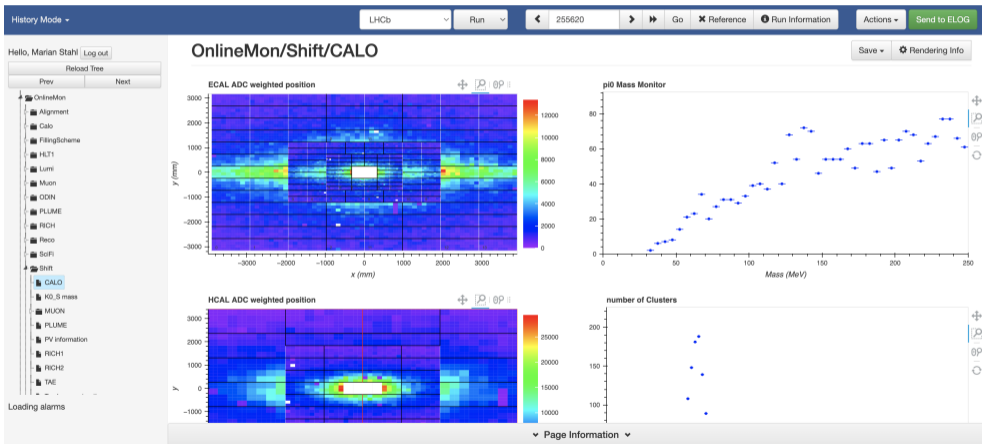 History Mode
LHCb Run 255620 Go Reference Run Information Actions Send to ELOG
Hello, Marian Stahl Log out
Reload Tree
Prev Next
OnlineMon
Alignment
Calo
FillingScheme
HLT1
Lumi
Muon
ODIN
PLUME
RICH
Reco
SciFi
Shift
CALO
K0_S mass
MUON
PLUME
PV information
RICH1
RICH2
TAE
Loading alarms
OnlineMon/Shift/CALO
Save Rendering Info
ECAL ADC weighted position
3000
2000
1000
0
−1000
−2000
−3000
y (mm)
−3000 −2000 −1000 0 1000 2000 3000
x (mm)
12000
10000
8000
6000
4000
2000
0
pi0 Mass Monitor
80
60
40
20
0
0 50 100 150 200 250
Mass (MeV)
HCAL ADC weighted position
3000
2000
1000
0
−1000
y
25000
20000
15000
10000
number of Clusters
200
150
100
Page Information